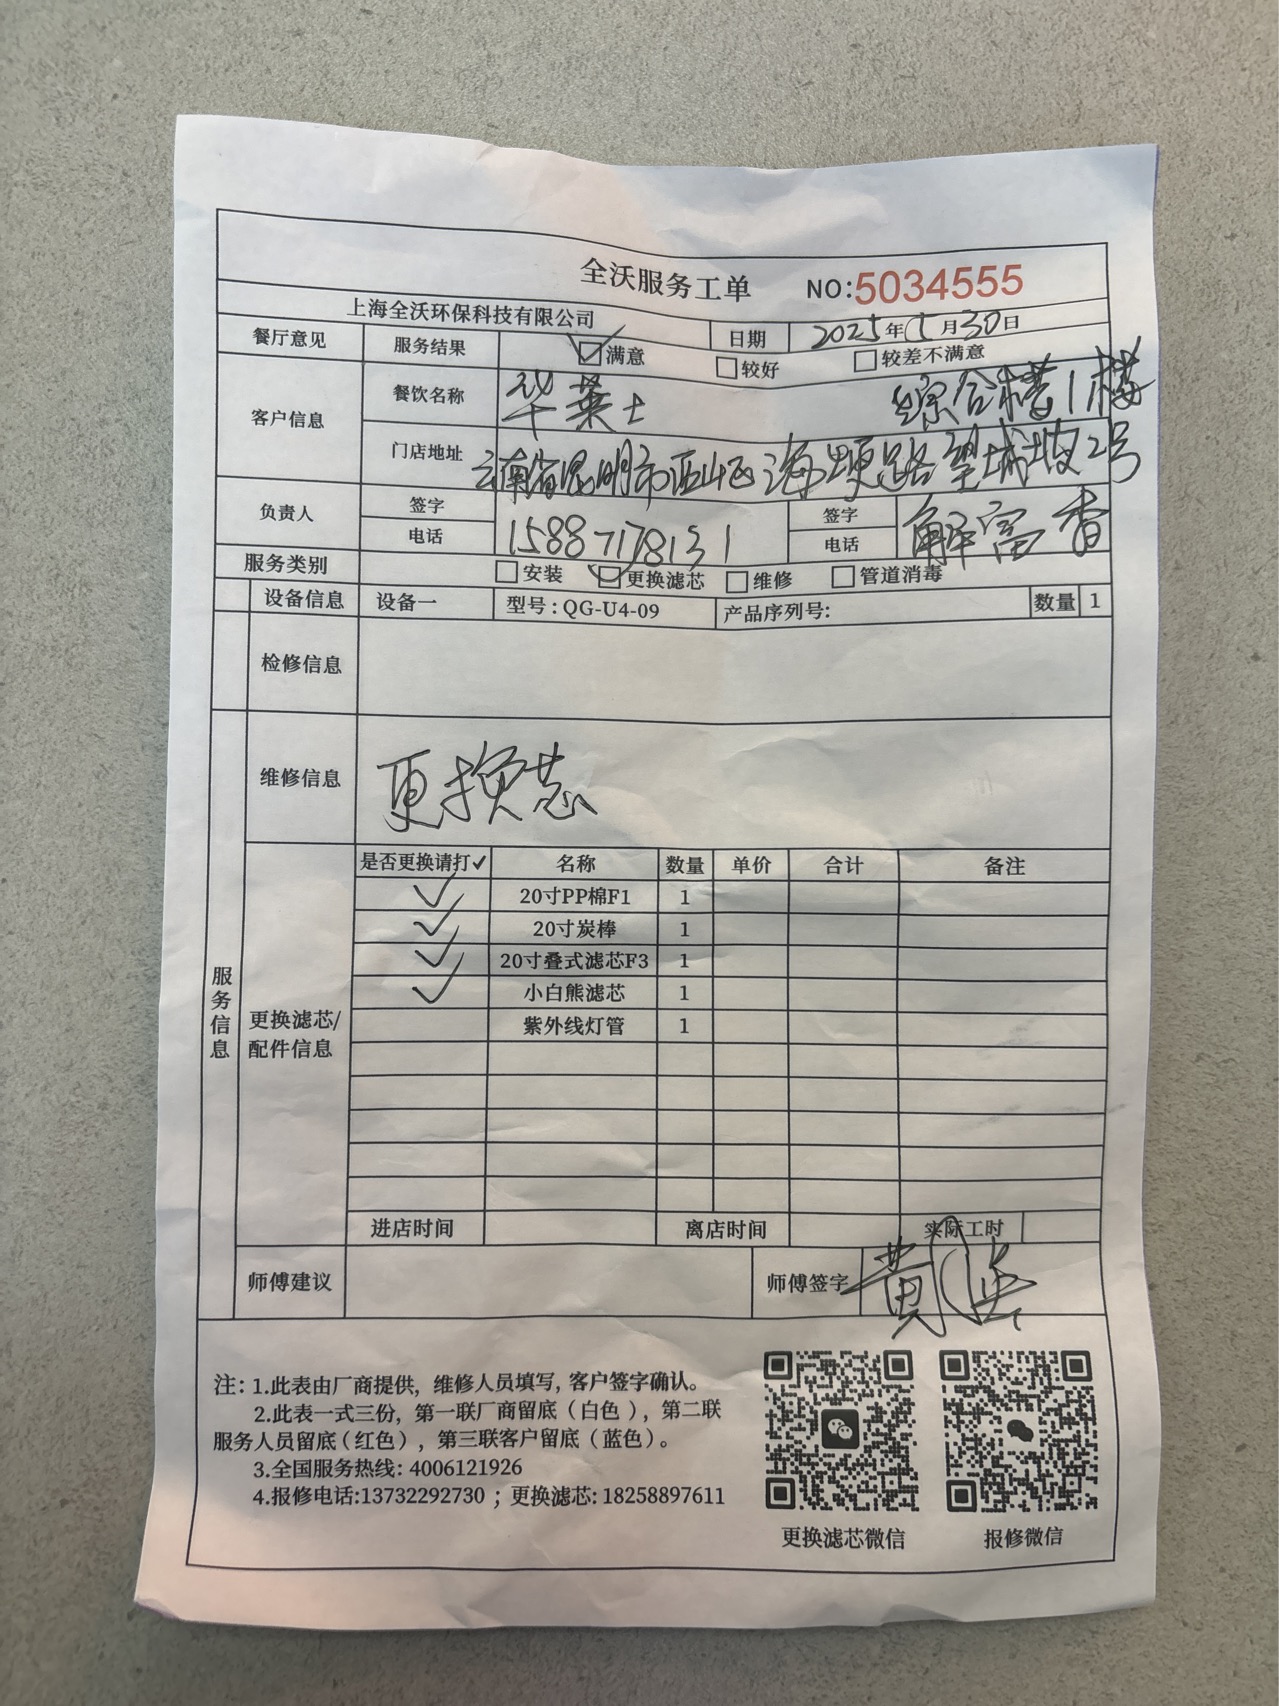 全沃服务工单 NO:5034555
上海全沃环保科技有限公司 日期 2025年5月30日
餐厅意见 服务结果 满意 较好 较差不满意
客户信息 餐饮名称 华莱士 综合楼1楼
门店地址 云南省昆明市西山区海口路望城坡2号
负责人 签字 签字 解富香
电话 15887178131 电话
服务类别 安装 更换滤芯 维修 管道消毒
设备信息 设备一 型号:QG-U4-09 产品序列号: 数量 1
检修信息
维修信息 更换芯
服务信息
更换滤芯/配件信息
是否更换请打✓ 名称 数量 单价 合计 备注
✓ 20寸PP棉F1 1
✓ 20寸炭棒 1
✓ 20寸叠式滤芯F3 1
✓ 小白熊滤芯 1
紫外线灯管 1
进店时间 离店时间 实际工时
师傅建议 师傅签字 黄
注: 1.此表由厂商提供, 维修人员填写, 客户签字确认。
2.此表一式三份, 第一联厂商留底(白色), 第二联
服务人员留底(红色), 第三联客户留底(蓝色)。
3.全国服务热线: 4006121926
4.报修电话:13732292730 ; 更换滤芯: 18258897611
更换滤芯微信 报修微信